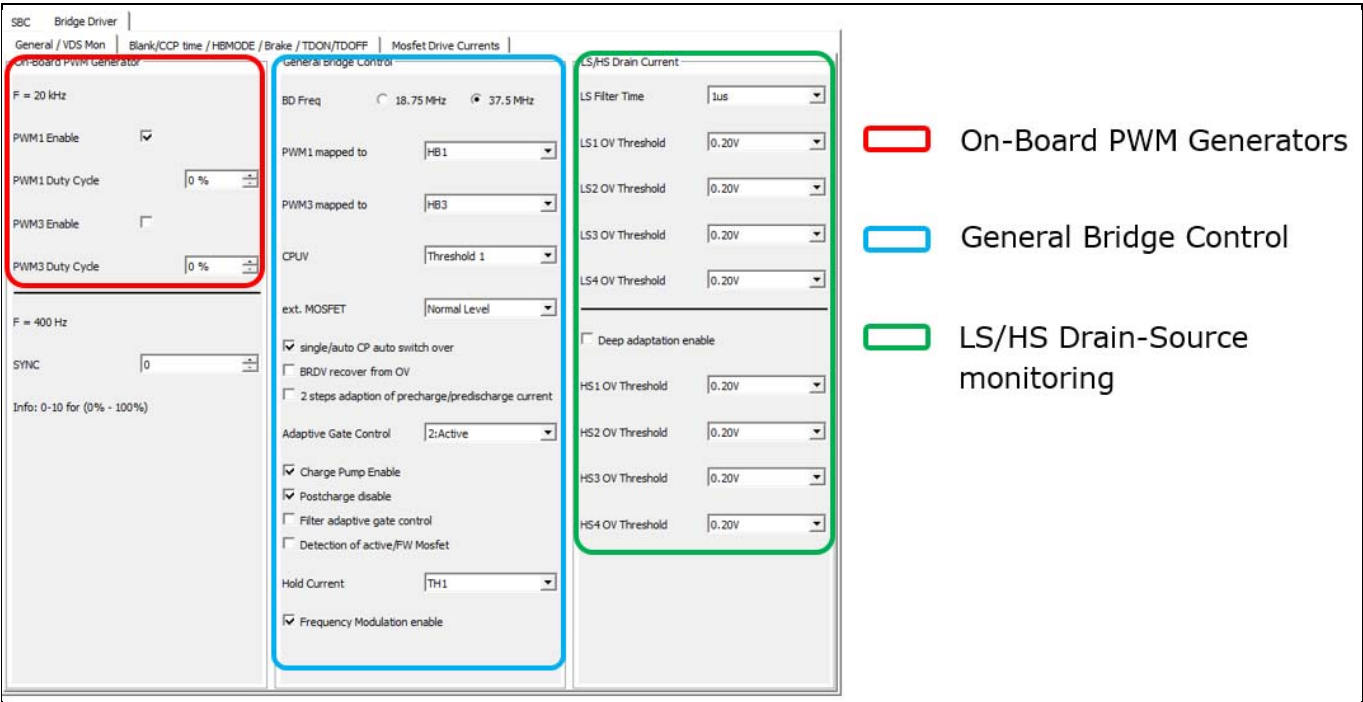 SBC Bridge Driver
General / VDS Mon Blank/CCP time / HBMODE / Brake / TDON/TDOFF Mosfet Drive Currents
On-Board PWM Generator
F = 20 kHz
PWM1 Enable
PWM1 Duty Cycle 0 %
PWM3 Enable
PWM3 Duty Cycle 0 %
F = 400 Hz
SYNC 0
Info: 0-10 for (0% - 100%)
General Bridge Control
BD Freq 18.75 MHz 37.5 MHz
PWM1 mapped to HB1
PWM3 mapped to HB3
CPUV Threshold 1
ext. MOSFET Normal Level
single/auto CP auto switch over
BRDV recover from OV
2 steps adaption of precharge/predischarge current
Adaptive Gate Control 2:Active
Charge Pump Enable
Postcharge disable
Filter adaptive gate control
Detection of active/FW Mosfet
Hold Current TH1
Frequency Modulation enable
LS/HS Drain Current
LS Filter Time 1us
LS1 OV Threshold 0.20V
LS2 OV Threshold 0.20V
LS3 OV Threshold 0.20V
LS4 OV Threshold 0.20V
Deep adaptation enable
HS1 OV Threshold 0.20V
HS2 OV Threshold 0.20V
HS3 OV Threshold 0.20V
HS4 OV Threshold 0.20V
On-Board PWM Generators
General Bridge Control
LS/HS Drain-Source
monitoring